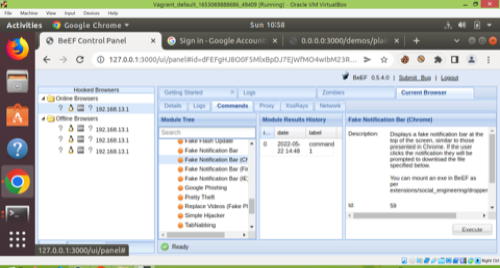 Vagrant_default_1653089888686_49409 [Running] - Oracle VM VirtualBox
File Machine View Input Devices Help
Activities Google Chrome Sun 10:58
BeEF Control Panel Sign in - Google Accoun 0.0.0.0:3000/demos/plai
127.0.0.1:3000/ui/panel#id=dFEFgHJ8O0F5MlxBpDJ7EJWfMO4wIbM23R...
BeEF 0.5.4.0 | Submit Bug | Logout
Hooked Browsers
Getting Started Logs Zombies Current Browser
Online Browsers
Details Logs Commands Proxy XssRays Network
? 192.168.13.1
Offline Browsers
? ? 192.168.13.1
? ? 192.168.13.1
? ? 192.168.13.1
Module Tree
Search
Fake Flash Update
Fake Notification Bar
Fake Notification Bar (Ch
Fake Notification Bar (Fir
Fake Notification Bar (IE)
Google Phishing
Pretty Theft
Replace Videos (Fake Pl
Simple Hijacker
TabNabbing
Module Results History
i... date label
0 2022-05-22 14:48 command 1
Fake Notification Bar (Chrome)
Description: Displays a fake notification bar at
the top of the screen, similar to those
presented in Chrome. If the user
clicks the notification they will be
prompted to download the file
specified below.
You can mount an exe in BeEF as
per
extensions/social_engineering/dropper
Id: 59
Execute
Ready
127.0.0.1:3000/ui/panel#
Right Ctrl